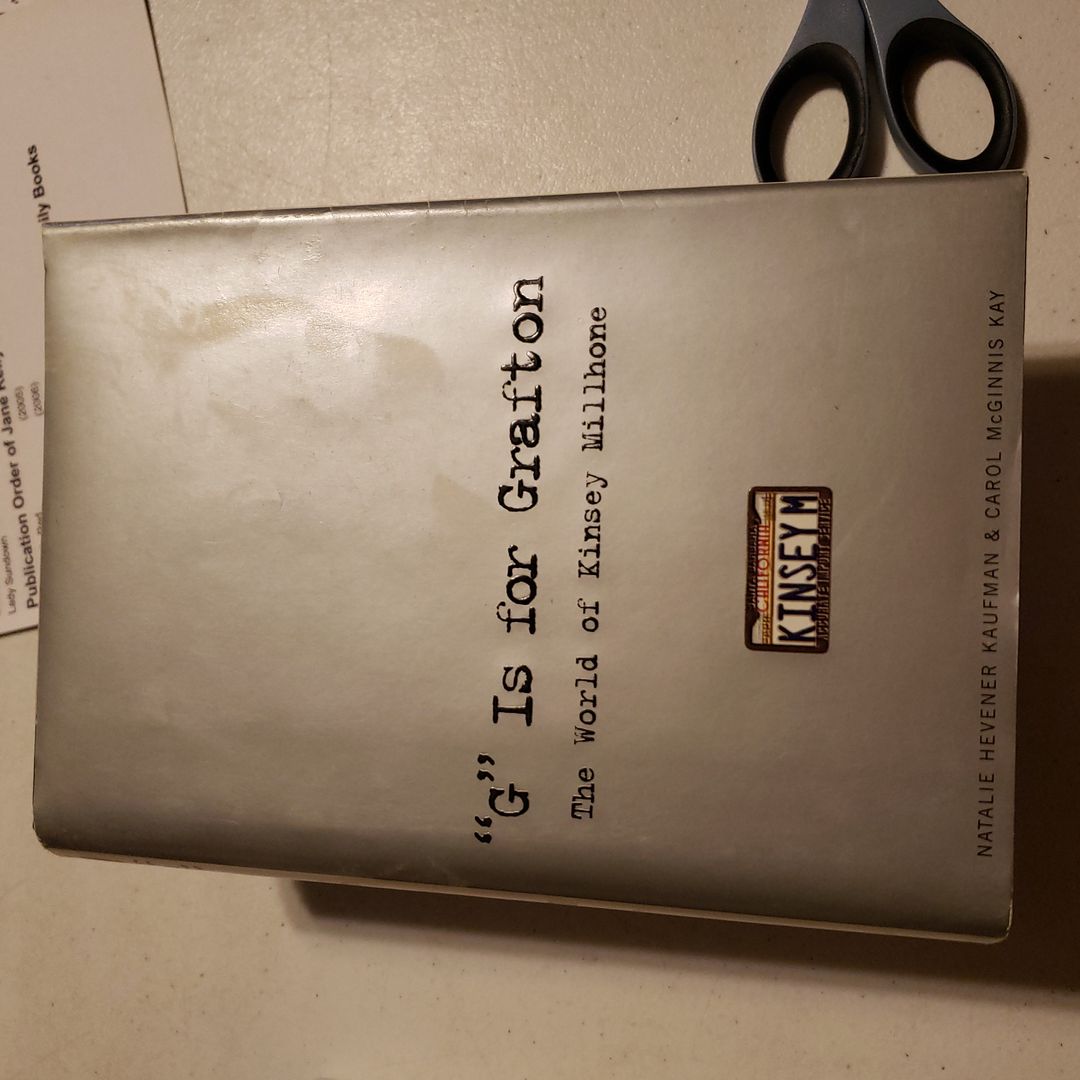 “G” Is for Grafton
The World of Kinsey Millhone
CALIFORNIA
KINSEY M
NATALIE HEVENER KAUFMAN & CAROL McGINNIS KAY
Lady Sundown
(2005)
(2006)
Publication Order of Jane
ily Books